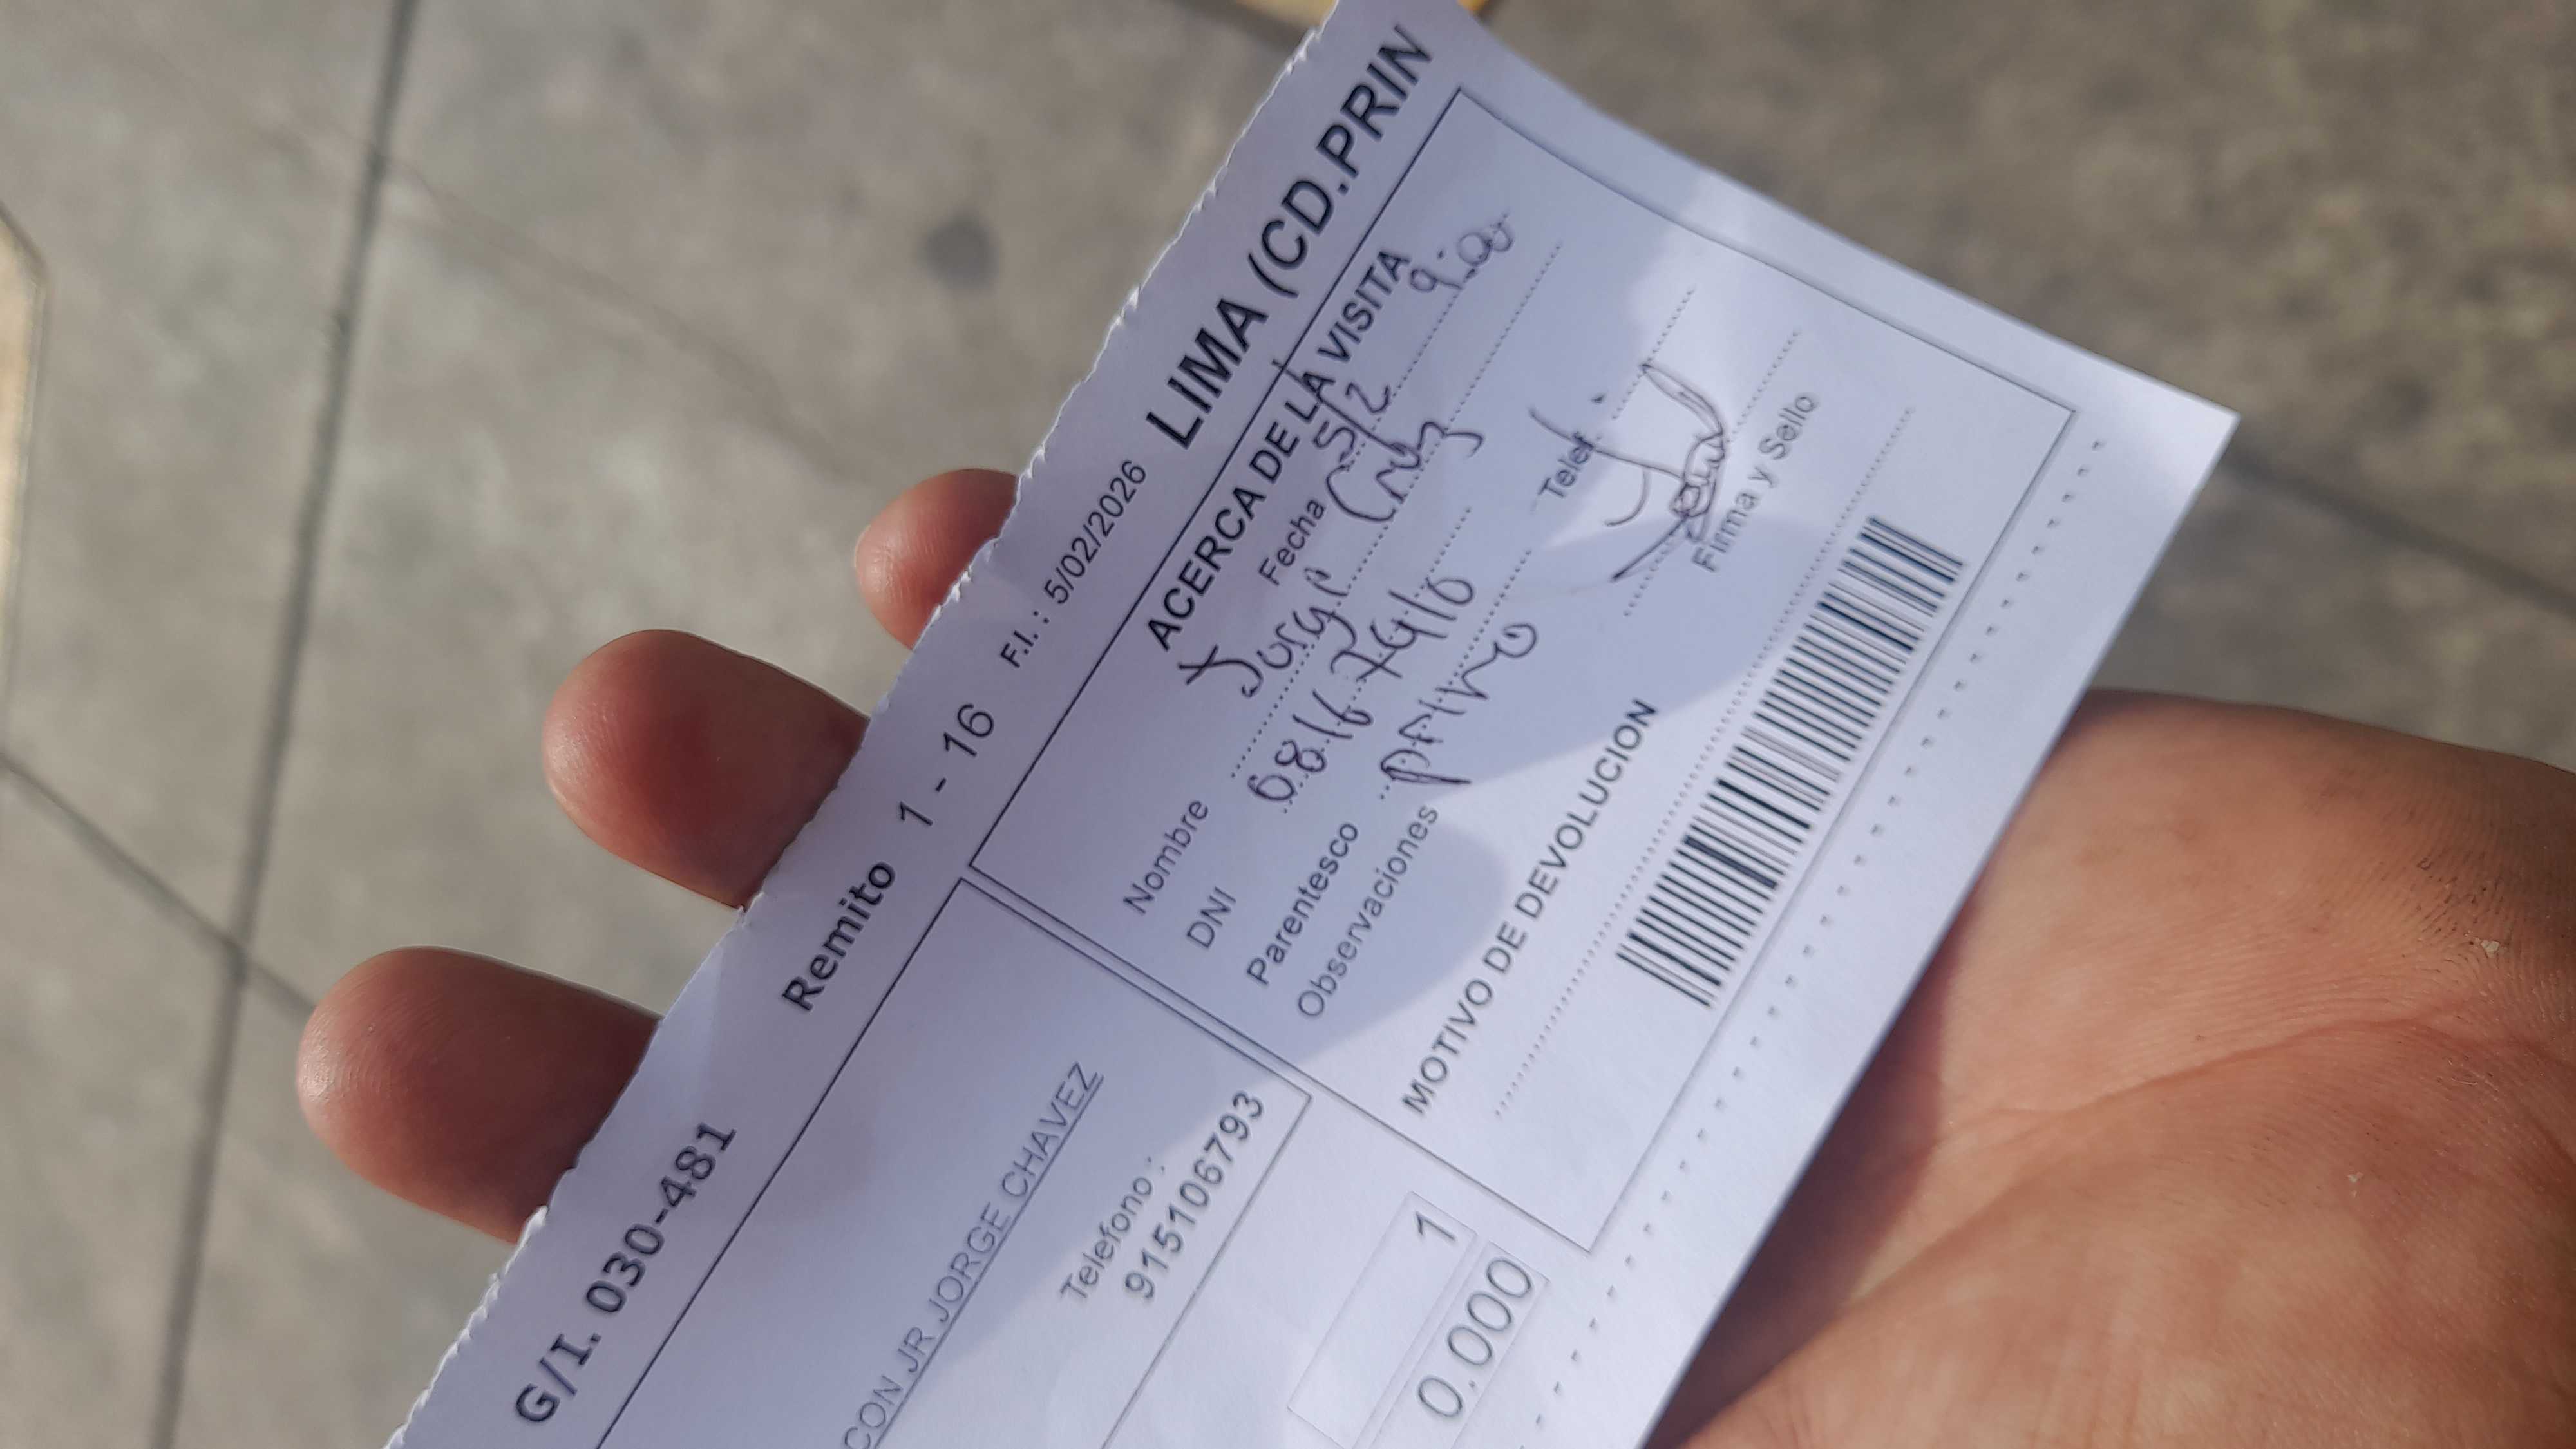 G/I. 030-481 Remito 1 - 16 F.I. : 5/02/2026 LIMA (CD.PRIN
CON JR JORGE CHAVEZ
Telefono :
915106793
1
0.000
ACERCA DE LA VISITA
Fecha 5/2 9:00
Nombre Jorge Cruz
DNI
Parentesco primo
Telef.
Observaciones
Firma y Sello
MOTIVO DE DEVOLUCION